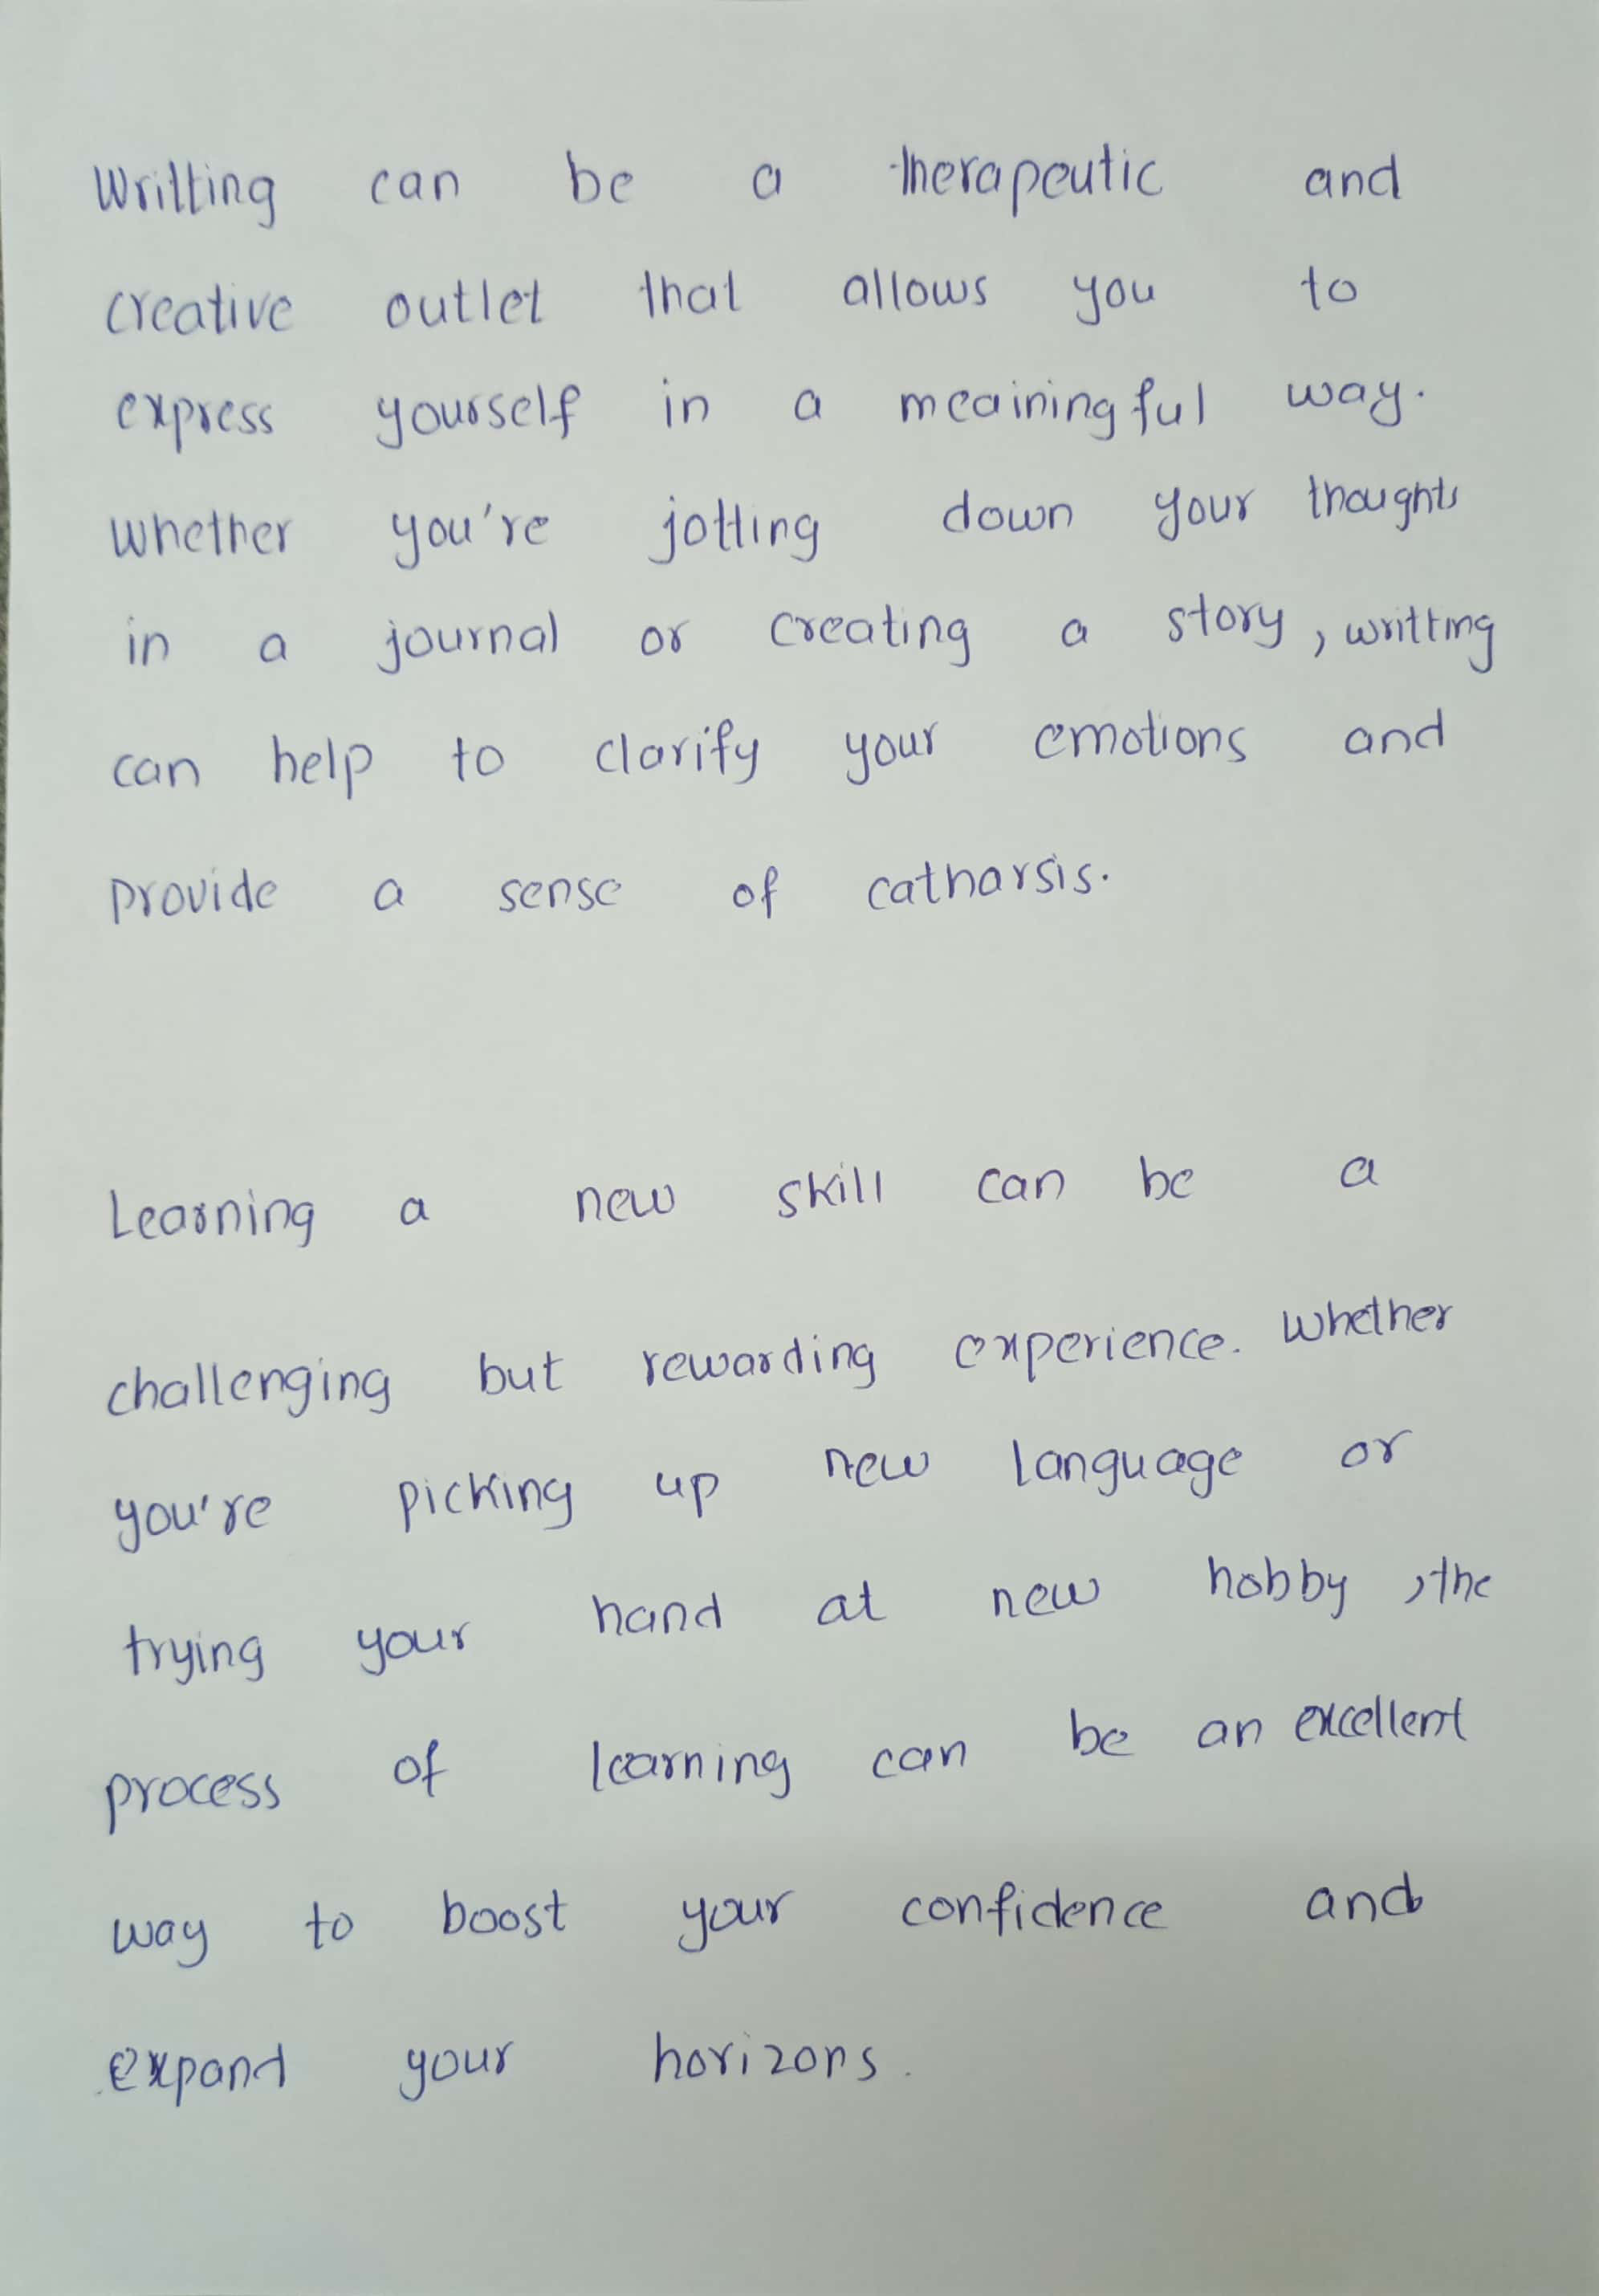 Writting can be a therapeutic and
creative outlet that allows you to
express yourself in a meainingful way.
whether you're jotting down your thoughts
in a journal or creating a story, writting
can help to clarify your emotions and
provide a sense of catharsis.
Learning a new skill can be a
challenging but rewarding experience. Whether
you're picking up new language or
trying your hand at new hobby, the
process of learning can be an excellent
way to boost your confidence and
expand your horizons.